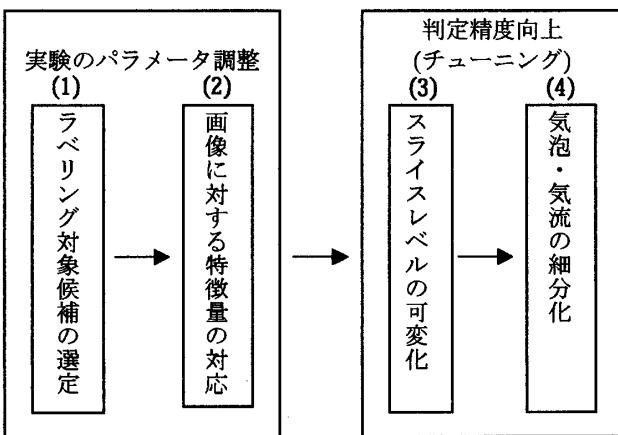 実験のパラメータ調整
(1)
ラベリング対象候補の選定
(2)
画像に対する特徴量の対応
判定精度向上
(チューニング)
(3)
スライスレベルの可変化
(4)
気泡・気流の細分化